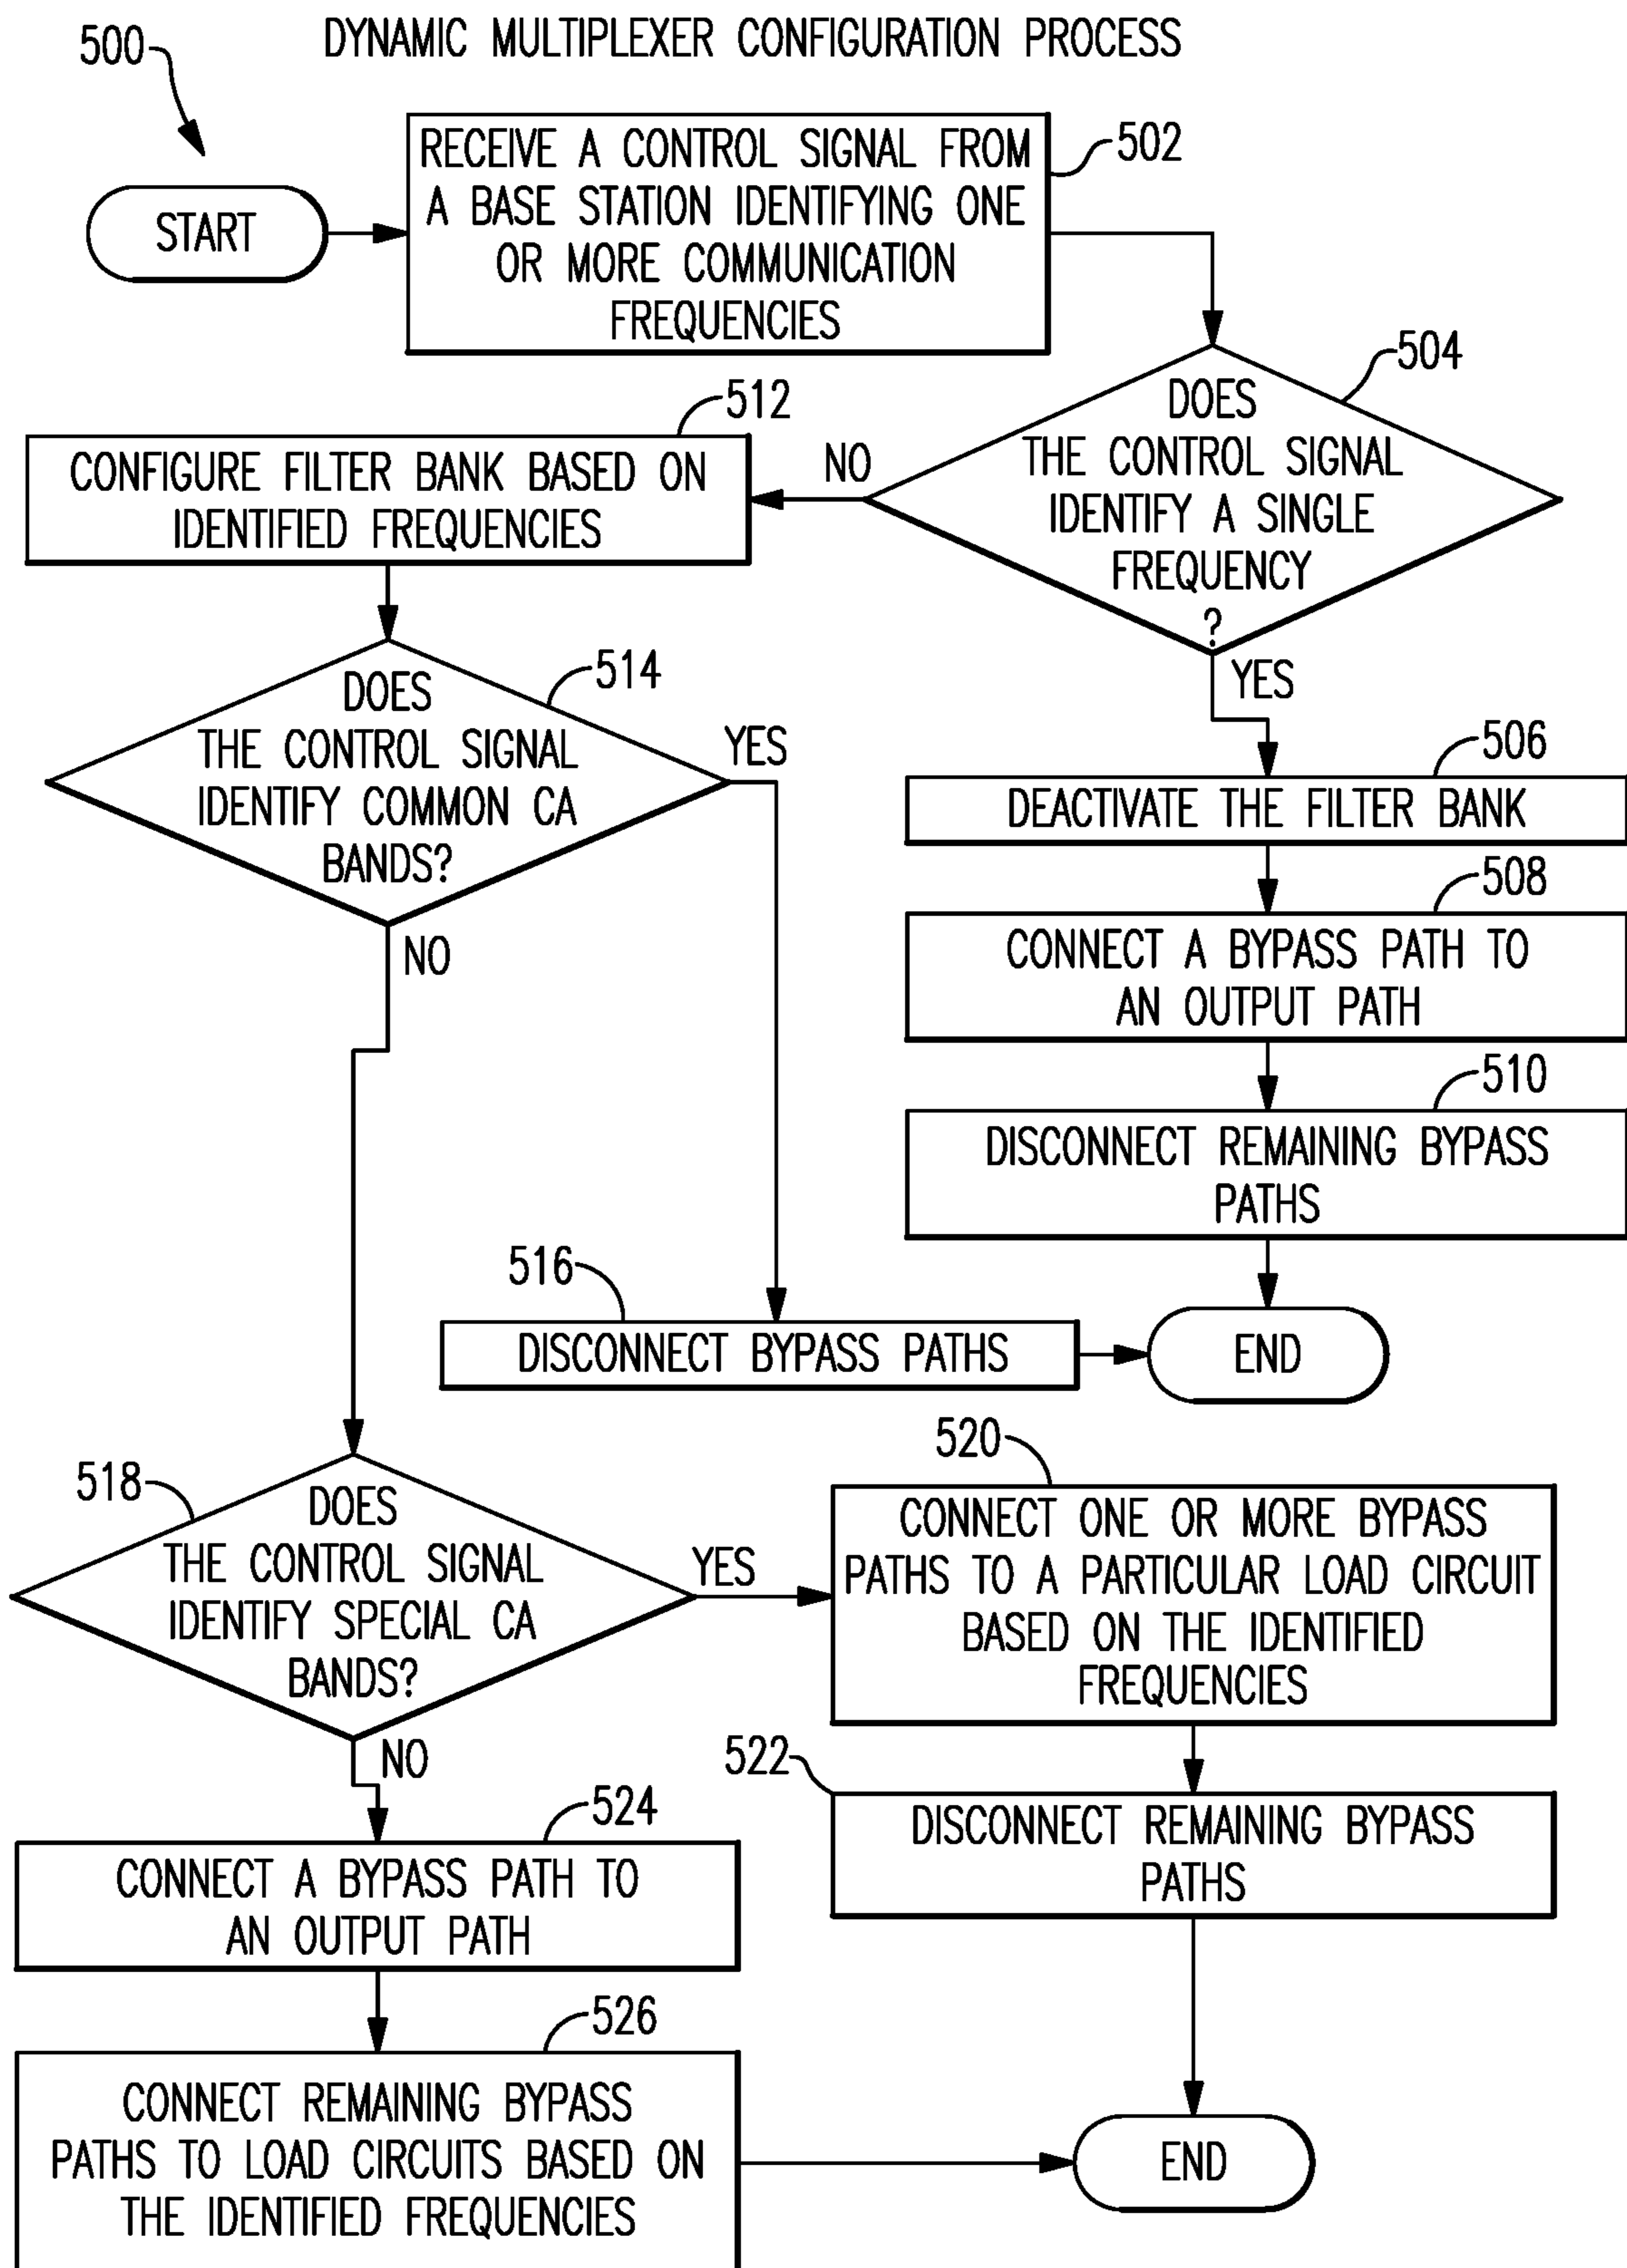 DYNAMIC MULTIPLEXER CONFIGURATION PROCESS
500
START
RECEIVE A CONTROL SIGNAL FROM
A BASE STATION IDENTIFYING ONE
OR MORE COMMUNICATION
FREQUENCIES
502
504
DOES
THE CONTROL SIGNAL
IDENTIFY A SINGLE
FREQUENCY
?
NO
YES
512
CONFIGURE FILTER BANK BASED ON
IDENTIFIED FREQUENCIES
514
DOES
THE CONTROL SIGNAL
IDENTIFY COMMON CA
BANDS?
YES
NO
506
DEACTIVATE THE FILTER BANK
508
CONNECT A BYPASS PATH TO
AN OUTPUT PATH
510
DISCONNECT REMAINING BYPASS
PATHS
516
DISCONNECT BYPASS PATHS
END
518
DOES
THE CONTROL SIGNAL
IDENTIFY SPECIAL CA
BANDS?
YES
NO
520
CONNECT ONE OR MORE BYPASS
PATHS TO A PARTICULAR LOAD CIRCUIT
BASED ON THE IDENTIFIED
FREQUENCIES
522
DISCONNECT REMAINING BYPASS
PATHS
524
CONNECT A BYPASS PATH TO
AN OUTPUT PATH
526
CONNECT REMAINING BYPASS
PATHS TO LOAD CIRCUITS BASED ON
THE IDENTIFIED FREQUENCIES
END